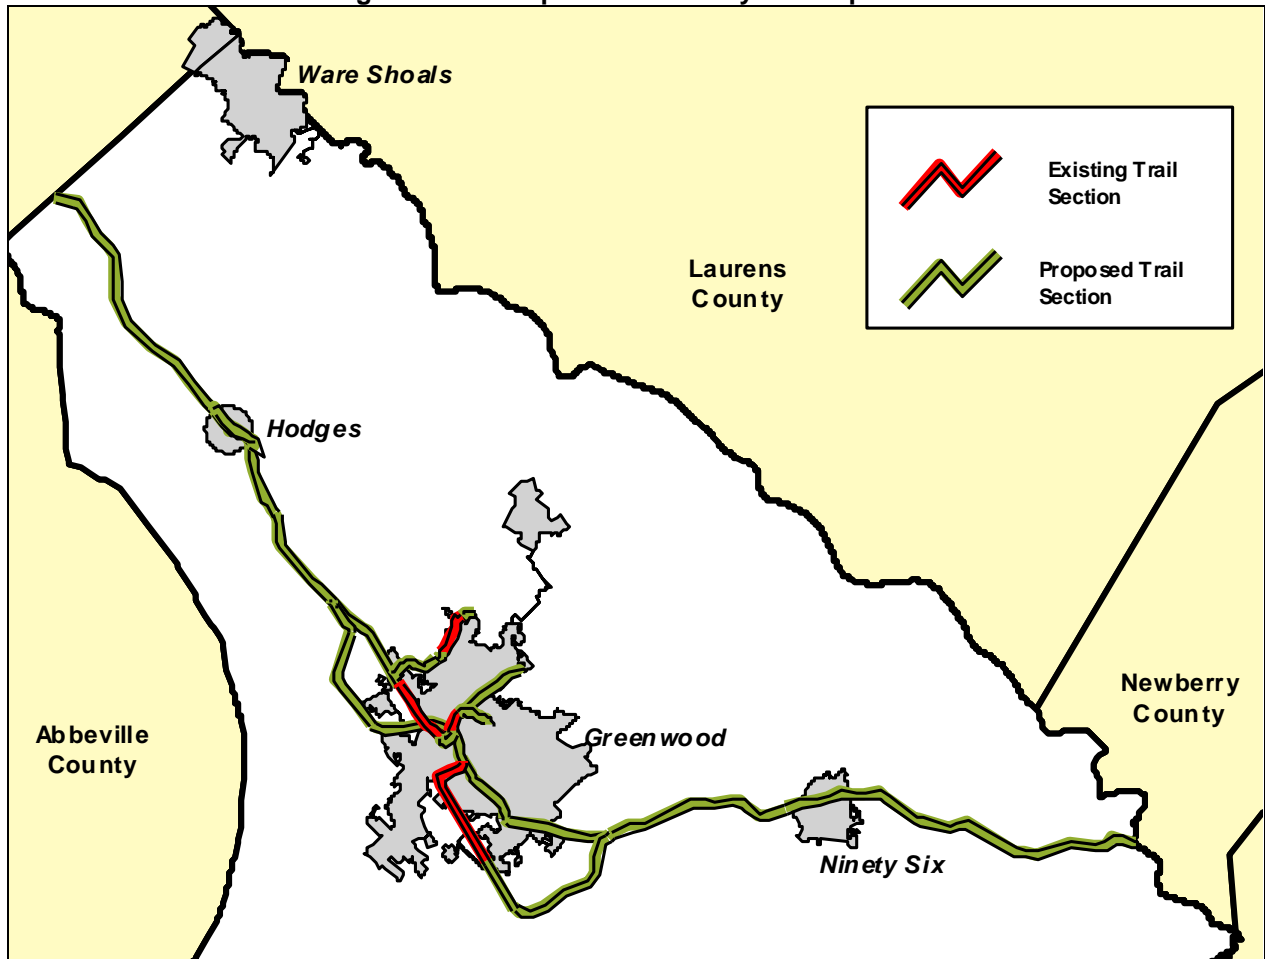 Ware Shoals
Existing Trail
Section
Laurens
County
Proposed Trail
Section
Hodges
Newberry
County
Abbeville
County
Greenwood
Ninety Six